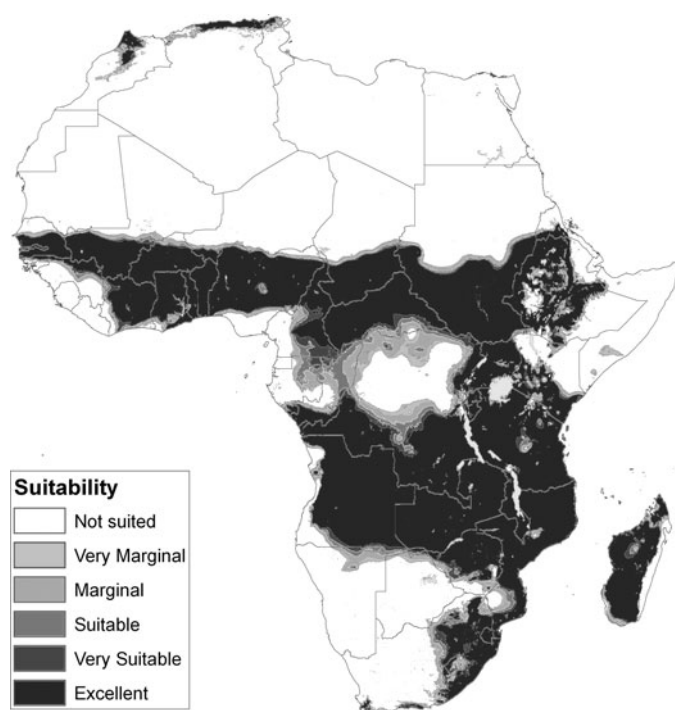 Suitability
Not suited
Very Marginal
Marginal
Suitable
Very Suitable
Excellent